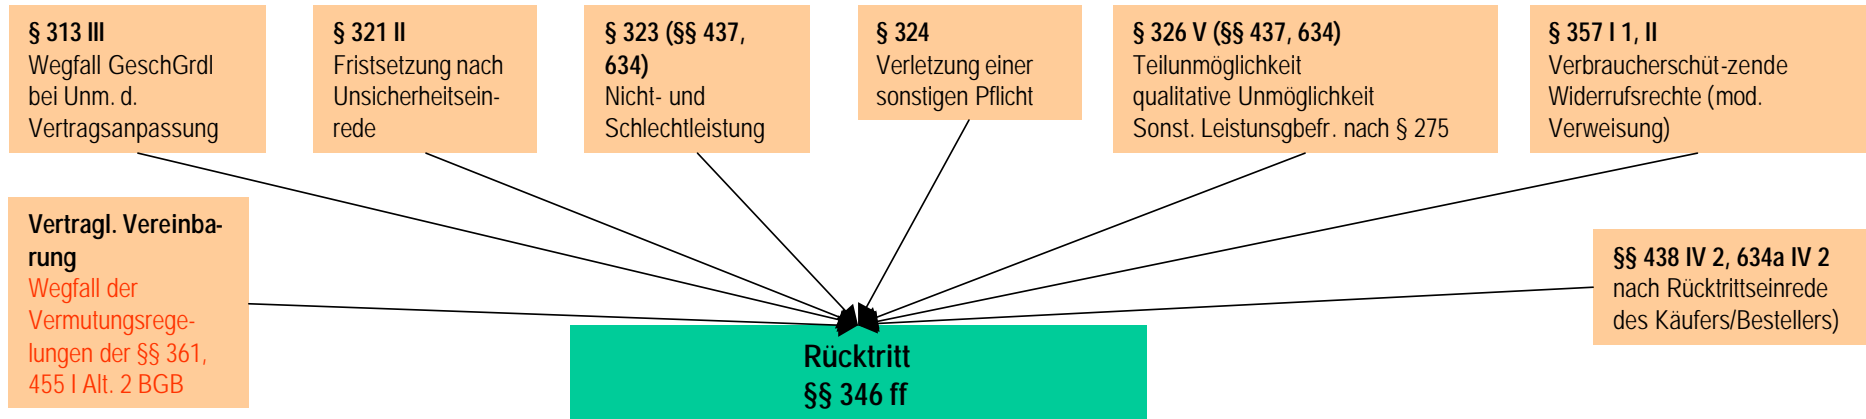 § 313 III
Wegfall GeschGrdl
bei Unm. d.
Vertragsanpassung
§ 321 II
Fristsetzung nach
Unsicherheitsein-
rede
§ 323 (§§ 437,
634)
Nicht- und
Schlechtleistung
§ 324
Verletzung einer
sonstigen Pflicht
§ 326 V (§§ 437, 634)
Teilunmöglichkeit
qualitative Unmöglichkeit
Sonst. Leistunsgbefr. nach § 275
§ 357 I 1, II
Verbraucherschüt-zende
Widerrufsrechte (mod.
Verweisung)
Vertragl. Vereinba-
rung
Wegfall der
Vermutungsrege-
lungen der §§ 361,
455 I Alt. 2 BGB
§§ 438 IV 2, 634a IV 2
nach Rücktrittseinrede
des Käufers/Bestellers)
Rücktritt
§§ 346 ff